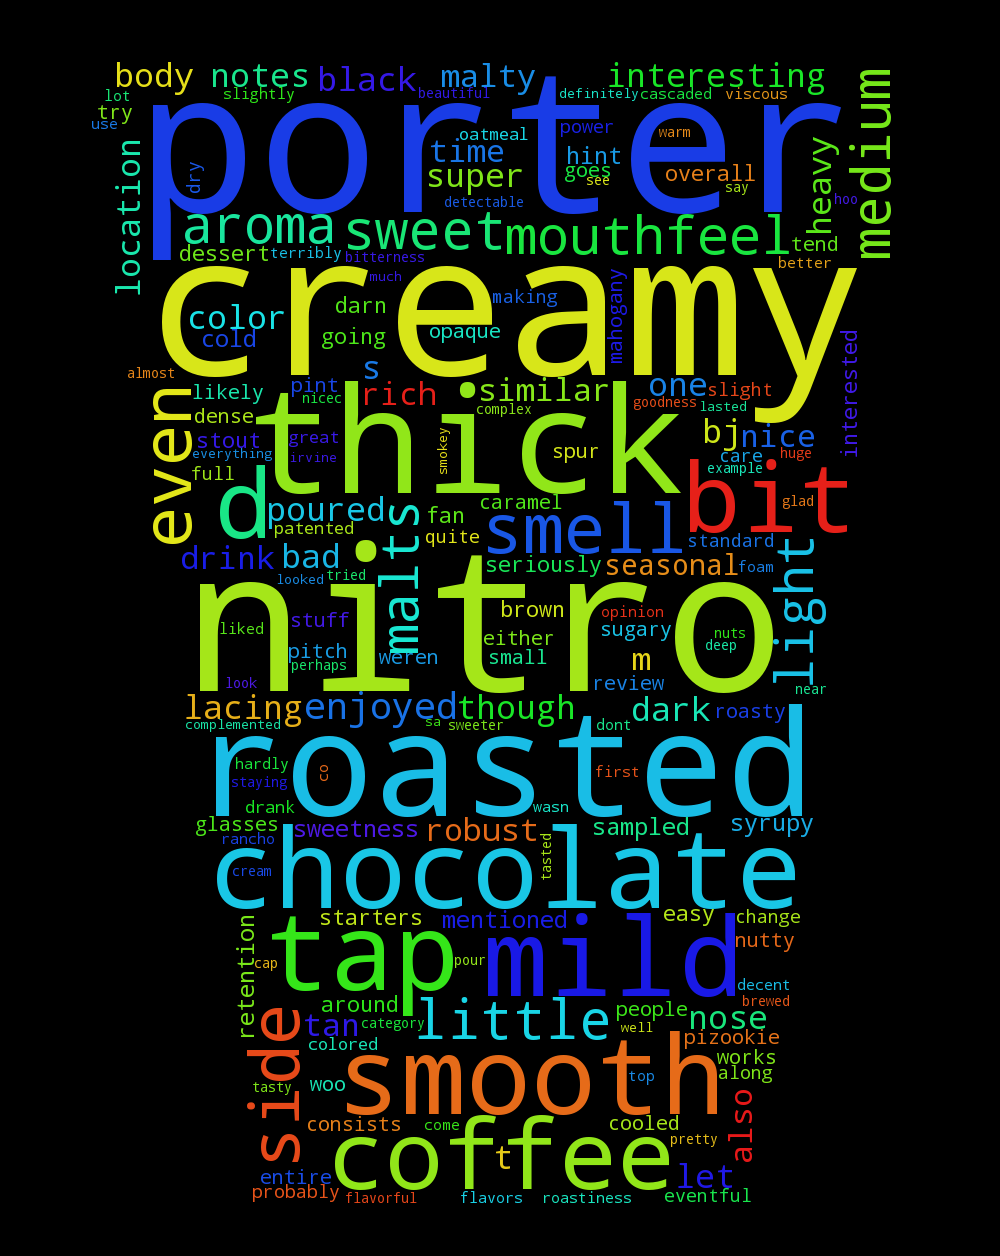 body notes black malty interesting
lot slightly beautiful definitely cascaded viscous
try
use
porter
medium
oatmeal power warm
location dry time hint heavy
super goes see overall say
detectable hoo
aroma sweet mouthfeel tend
dessert terribly bitterness better
creamy
much
color darn making mahogany
cold going opaque
interested
almost s
likely pint rich similar one slight
even nicec complex goodness lasted
dense thick
stout great smokey spur bj nice
everything irvine care huge
full example
d bit
poured caramel smell glad
patented fan malts
quite standard
drink bad seriously seasonal foam light
looked tried
nitro
stuff brown opinion
liked either sugary nuts
pitch deep
perhaps weren small m
look review near
lacing enjoyed though dark roasty
complemented sa sweeter dont
roasted
hardly co first
staying
drank wasn
glasses sweetness robust sampled syrupy
rancho
chocolate
cream tasted
starters mentioned easy change
retention tap mild nutty
cap pour
decent
around brewed
side tan category little people nose
colored well pizookie
works
smooth
woo top along
tasty
consists come cooled also
coffee
t pretty
entire let
probably flavorful flavors roastiness eventful